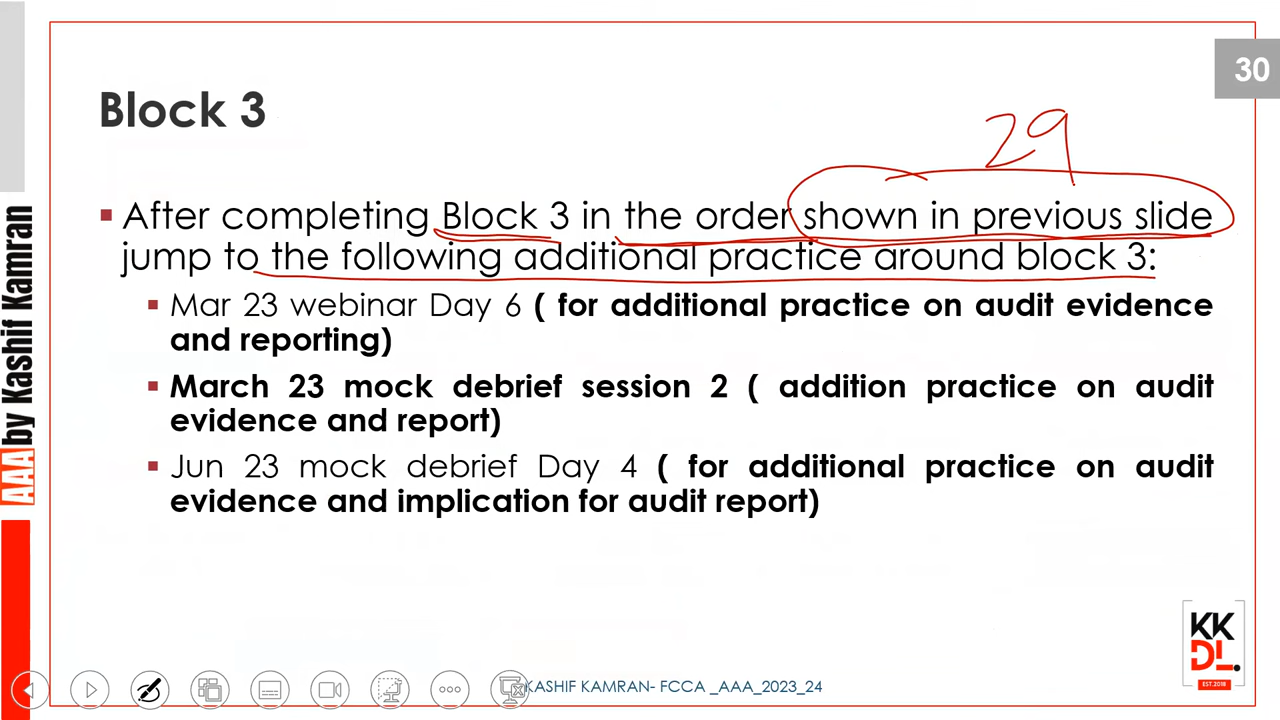 30
Block 3
29
After completing Block 3 in the order shown in previous slide
jump to the following additional practice around block 3:
Mar 23 webinar Day 6 ( for additional practice on audit evidence
and reporting)
March 23 mock debrief session 2 ( addition practice on audit
evidence and report)
Jun 23 mock debrief Day 4 ( for additional practice on audit
evidence and implication for audit report)
AAA by Kashif Kamran
KK
DL.
EST.2018
KASHIF KAMRAN- FCCA _AAA_2023_24